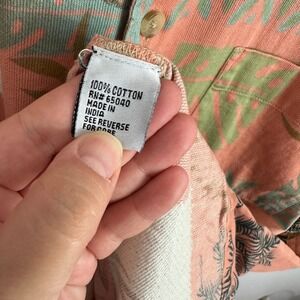 100% COTTON
RN# 65040
MADE IN
INDIA
SEE REVERSE
FOR CARE